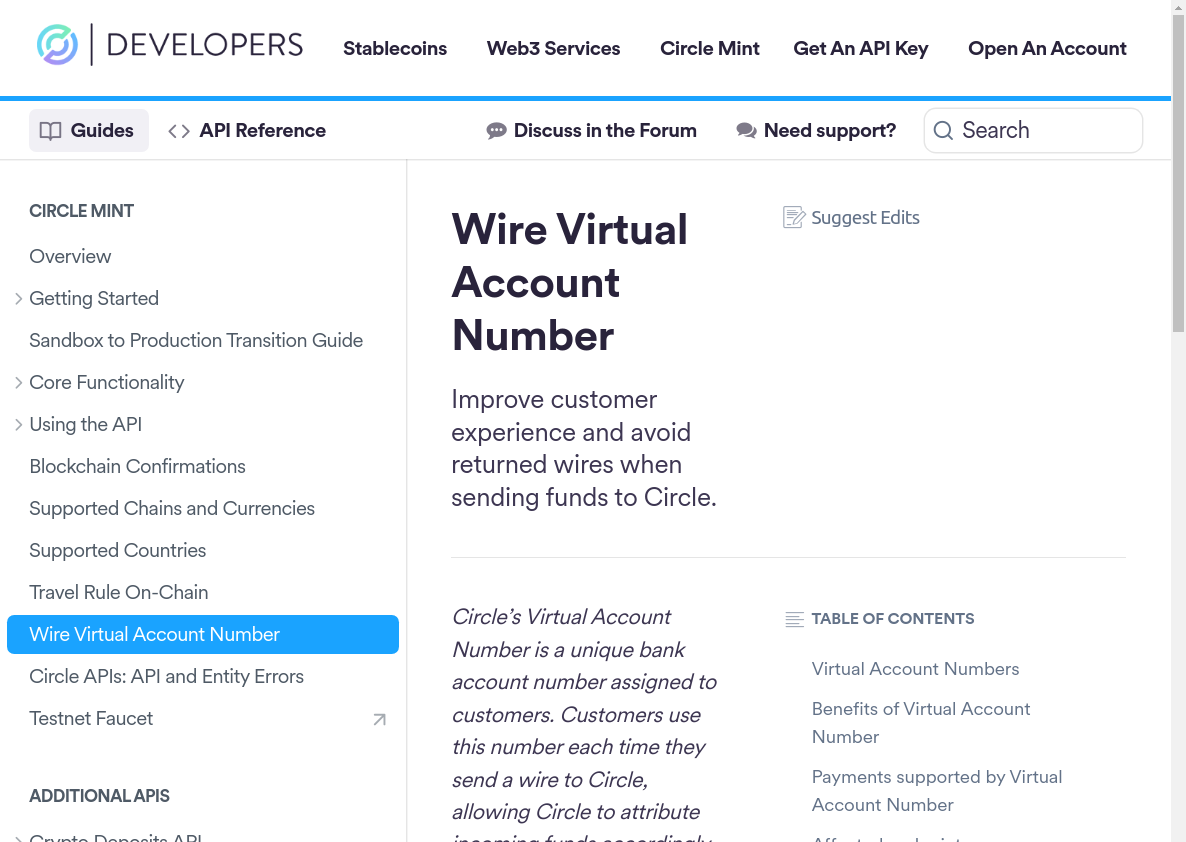 DEVELOPERS
Stablecoins
Web3 Services
Circle Mint
Get An API Key
Open An Account
Guides
API Reference
Discuss in the Forum
Need support?
Search
CIRCLE MINT
Overview
Getting Started
Sandbox to Production Transition Guide
Core Functionality
Using the API
Blockchain Confirmations
Supported Chains and Currencies
Supported Countries
Travel Rule On-Chain
Wire Virtual Account Number
Circle APIs: API and Entity Errors
Testnet Faucet
ADDITIONAL APIS
Crypto Deposits API
Wire Virtual
Account
Number
Suggest Edits
Improve customer
experience and avoid
returned wires when
sending funds to Circle.
Circle's Virtual Account
Number is a unique bank
account number assigned to
customers. Customers use
this number each time they
send a wire to Circle,
allowing Circle to attribute
incoming funds accordingly
TABLE OF CONTENTS
Virtual Account Numbers
Benefits of Virtual Account
Number
Payments supported by Virtual
Account Number